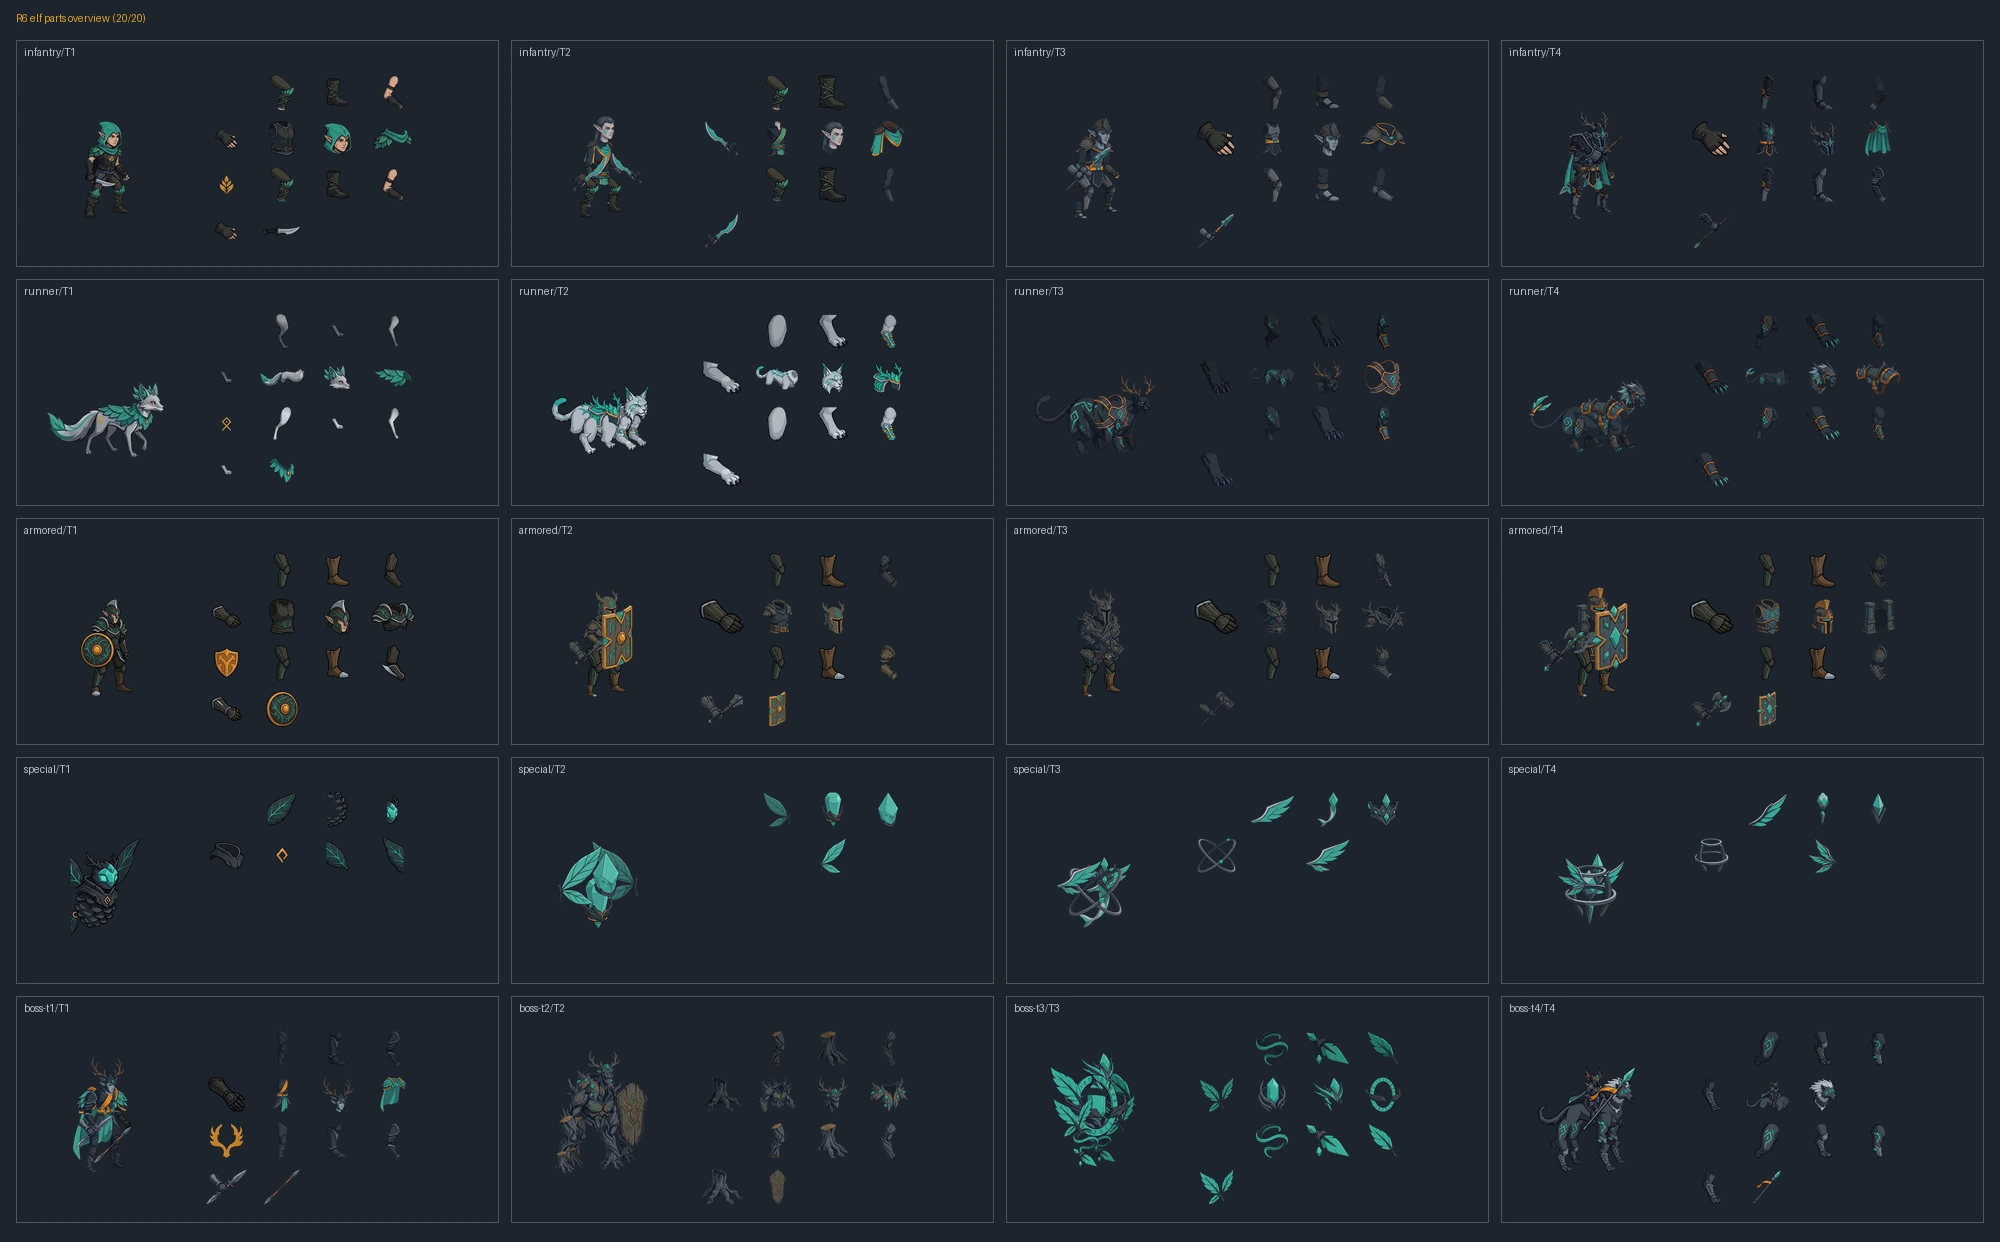 R6 elf parts overview (20/20)
infantry/T1
infantry/T2
infantry/T3
infantry/T4
runner/T1
runner/T2
runner/T3
runner/T4
armored/T1
armored/T2
armored/T3
armored/T4
special/T1
special/T2
special/T3
special/T4
boss-t1/T1
boss-t2/T2
boss-t3/T3
boss-t4/T4